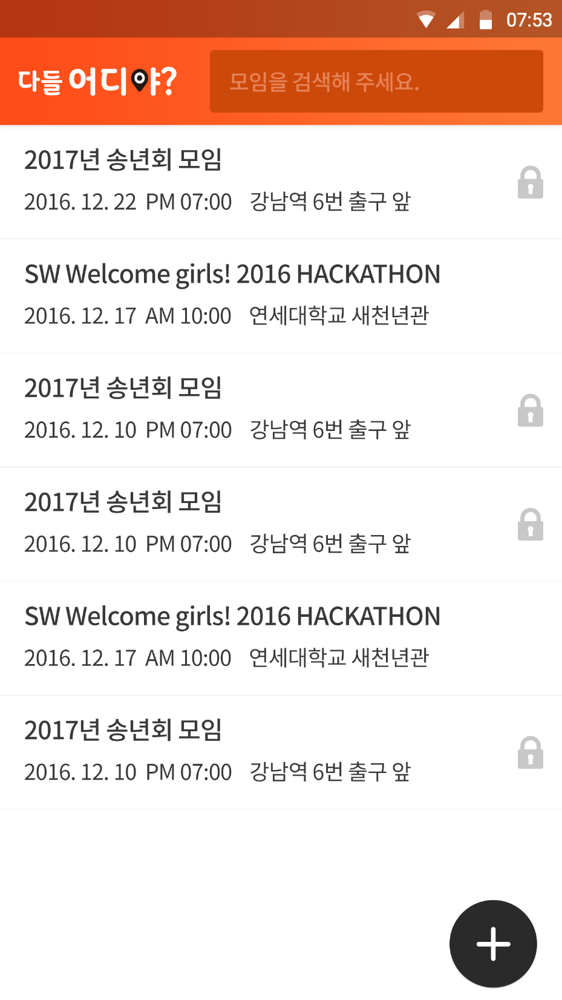 07:53
다들 어디야?
모임을 검색해 주세요.
2017년 송년회 모임
2016. 12. 22 PM 07:00 강남역 6번 출구 앞
SW Welcome girls! 2016 HACKATHON
2016. 12. 17 AM 10:00 연세대학교 새천년관
2017년 송년회 모임
2016. 12. 10 PM 07:00 강남역 6번 출구 앞
2017년 송년회 모임
2016. 12. 10 PM 07:00 강남역 6번 출구 앞
SW Welcome girls! 2016 HACKATHON
2016. 12. 17 AM 10:00 연세대학교 새천년관
2017년 송년회 모임
2016. 12. 10 PM 07:00 강남역 6번 출구 앞